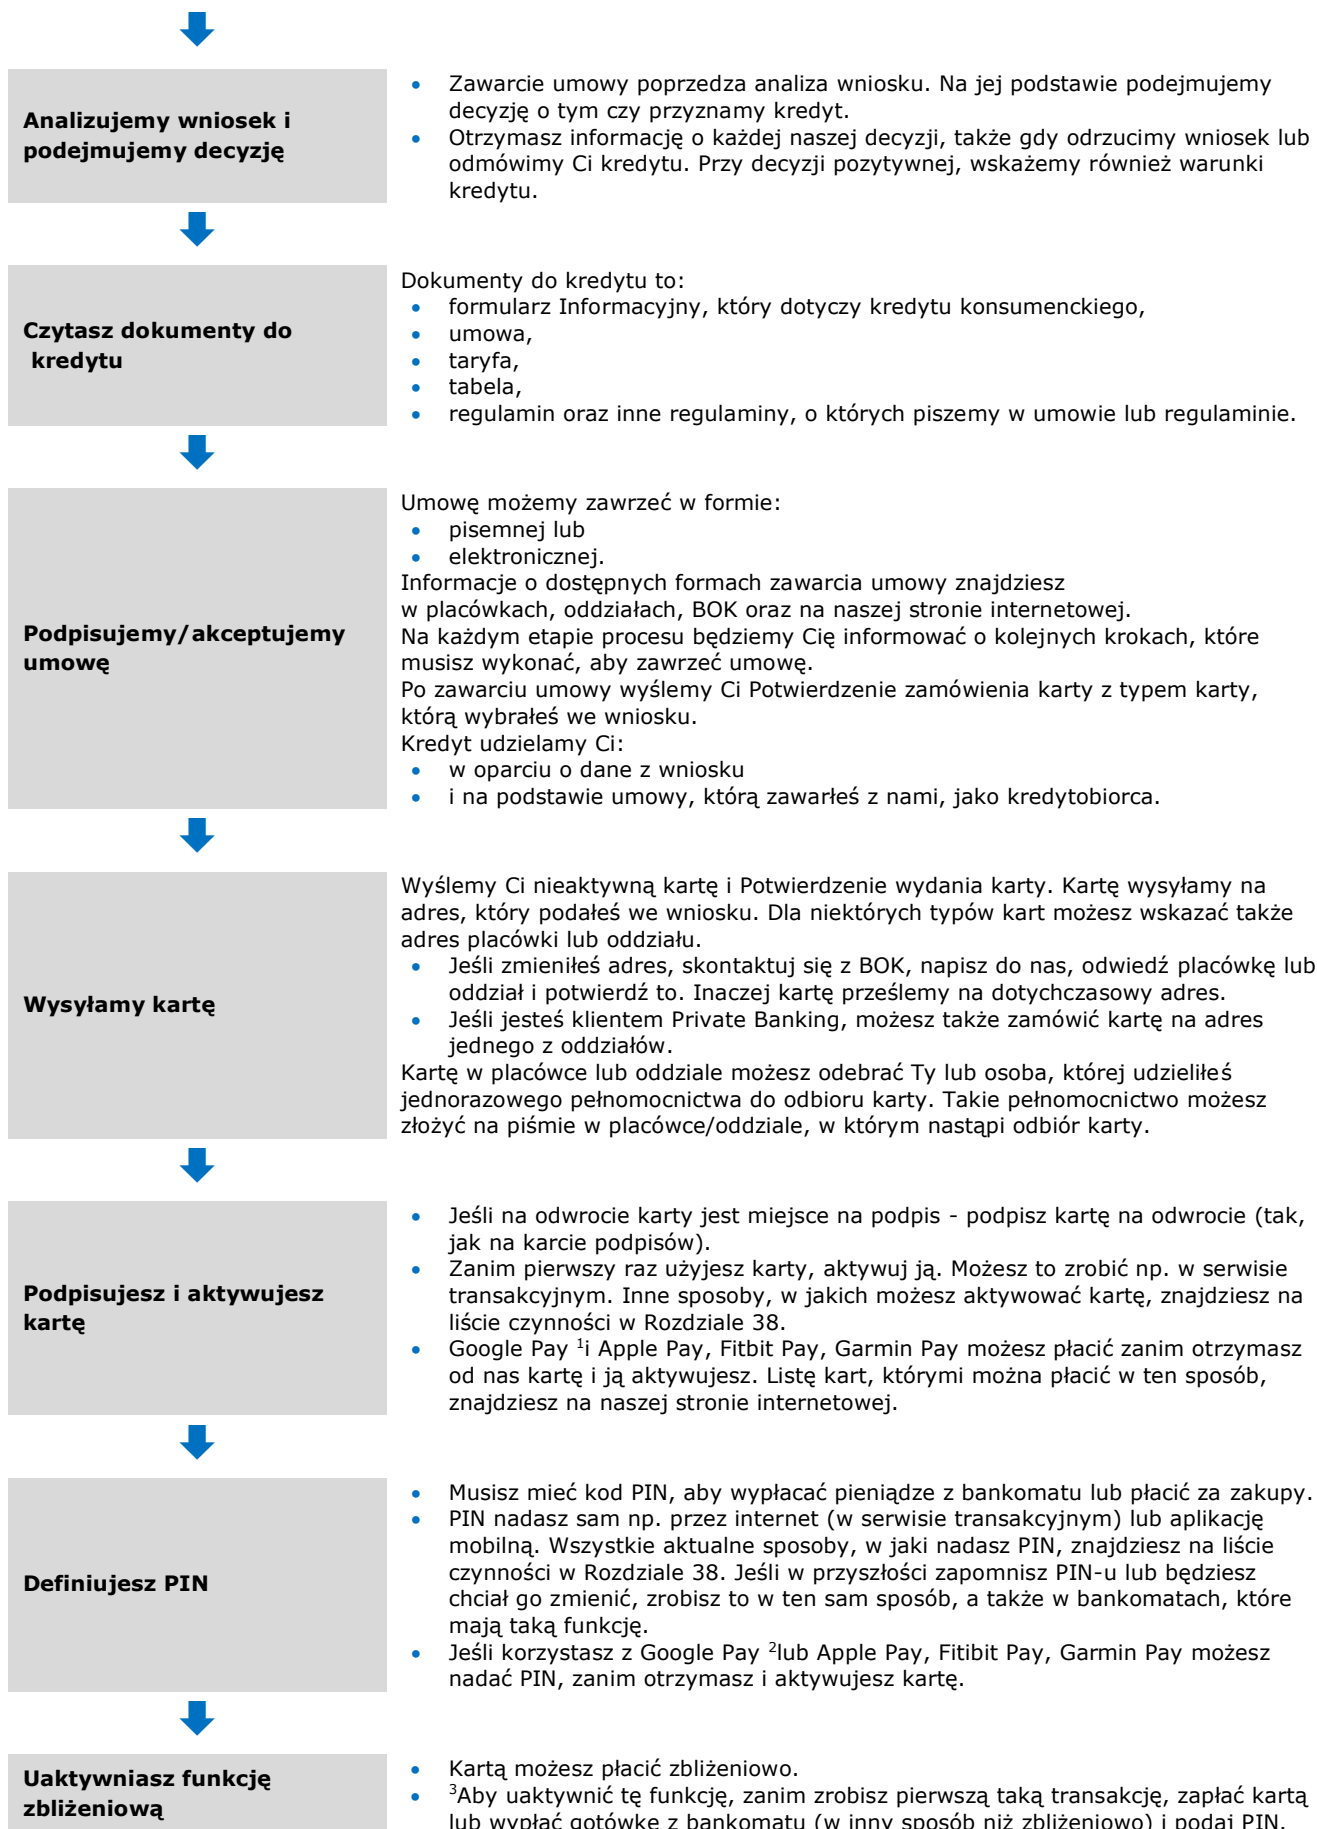 Analizujemy wniosek i
podejmujemy decyzję
• Zawarcie umowy poprzedza analiza wniosku. Na jej podstawie podejmujemy
decyzję o tym czy przyznamy kredyt.
• Otrzymasz informację o każdej naszej decyzji, także gdy odrzucimy wniosek lub
odmówimy Ci kredytu. Przy decyzji pozytywnej, wskażemy również warunki
kredytu.
Czytasz dokumenty do
kredytu
Dokumenty do kredytu to:
• formularz Informacyjny, który dotyczy kredytu konsumenckiego,
• umowa,
• taryfa,
• tabela,
• regulamin oraz inne regulaminy, o których piszemy w umowie lub regulaminie.
Podpisujemy/akceptujemy
umowę
Umowę możemy zawrzeć w formie:
• pisemnej lub
• elektronicznej.
Informacje o dostępnych formach zawarcia umowy znajdziesz
w placówkach, oddziałach, BOK oraz na naszej stronie internetowej.
Na każdym etapie procesu będziemy Cię informować o kolejnych krokach, które
musisz wykonać, aby zawrzeć umowę.
Po zawarciu umowy wyślemy Ci Potwierdzenie zamówienia karty z typem karty,
którą wybrałeś we wniosku.
Kredyt udzielamy Ci:
• w oparciu o dane z wniosku
• i na podstawie umowy, którą zawarłeś z nami, jako kredytobiorca.
Wysyłamy kartę
Wyślemy Ci nieaktywną kartę i Potwierdzenie wydania karty. Kartę wysyłamy na
adres, który podałeś we wniosku. Dla niektórych typów kart możesz wskazać także
adres placówki lub oddziału.
• Jeśli zmieniłeś adres, skontaktuj się z BOK, napisz do nas, odwiedź placówkę lub
oddział i potwierdź to. Inaczej kartę prześlemy na dotychczasowy adres.
• Jeśli jesteś klientem Private Banking, możesz także zamówić kartę na adres
jednego z oddziałów.
Kartę w placówce lub oddziale możesz odebrać Ty lub osoba, której udzieliłeś
jednorazowego pełnomocnictwa do odbioru karty. Takie pełnomocnictwo możesz
złożyć na piśmie w placówce/oddziale, w którym nastąpi odbiór karty.
Podpisujesz i aktywujesz
kartę
• Jeśli na odwrocie karty jest miejsce na podpis - podpisz kartę na odwrocie (tak,
jak na karcie podpisów).
• Zanim pierwszy raz użyjesz karty, aktywuj ją. Możesz to zrobić np. w serwisie
transakcyjnym. Inne sposoby, w jakich możesz aktywować kartę, znajdziesz na
liście czynności w Rozdziale 38.
• Google Pay ¹i Apple Pay, Fitbit Pay, Garmin Pay możesz płacić zanim otrzymasz
od nas kartę i ją aktywujesz. Listę kart, którymi można płacić w ten sposób,
znajdziesz na naszej stronie internetowej.
Definiujesz PIN
• Musisz mieć kod PIN, aby wypłacać pieniądze z bankomatu lub płacić za zakupy.
• PIN nadasz sam np. przez internet (w serwisie transakcyjnym) lub aplikację
mobilną. Wszystkie aktualne sposoby, w jaki nadasz PIN, znajdziesz na liście
czynności w Rozdziale 38. Jeśli w przyszłości zapomnisz PIN-u lub będziesz
chciał go zmienić, zrobisz to w ten sam sposób, a także w bankomatach, które
mają taką funkcję.
• Jeśli korzystasz z Google Pay ²lub Apple Pay, Fitibit Pay, Garmin Pay możesz
nadać PIN, zanim otrzymasz i aktywujesz kartę.
Uaktywniasz funkcję
zbliżeniową
• Kartą możesz płacić zbliżeniowo.
• ³Aby uaktywnić tę funkcję, zanim zrobisz pierwszą taką transakcję, zapłać kartą
lub wypłać gotówkę z bankomatu (w inny sposób niż zbliżeniowo) i podaj PIN.